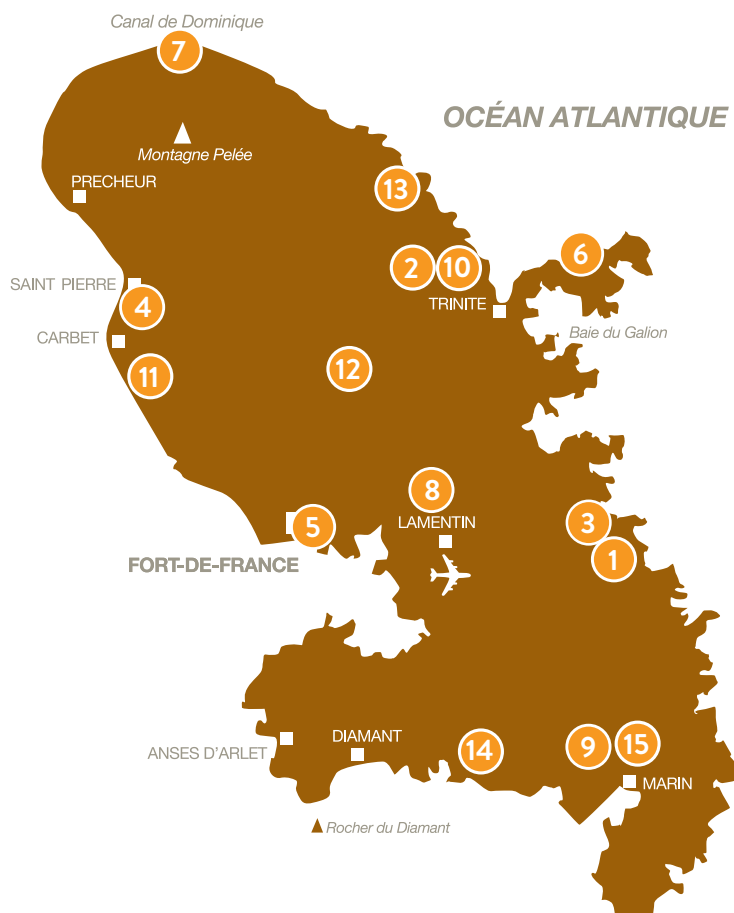 Canal de Dominique
7
OCÉAN ATLANTIQUE
Montagne Pelée
PRECHEUR
13
6
2
10
SAINT PIERRE
4
TRINITE
CARBET
Baie du Galion
11
12
8
LAMENTIN
3
5
1
FORT-DE-FRANCE
DIAMANT
14
9
15
ANSES D'ARLET
MARIN
Rocher du Diamant